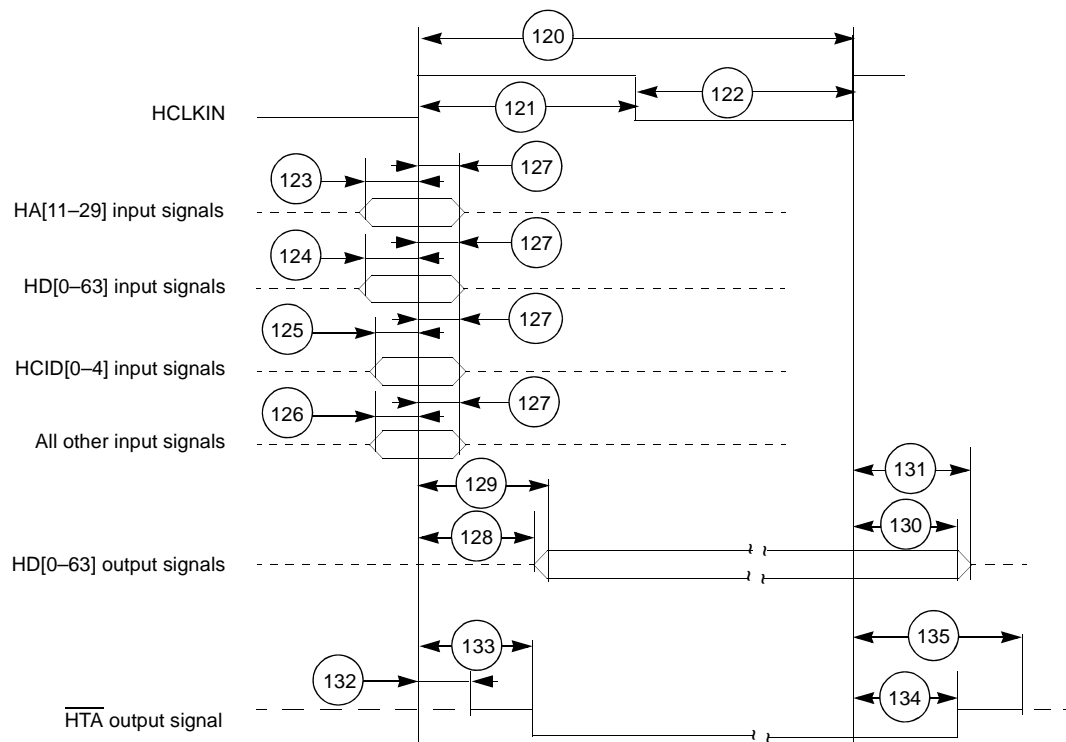 120
HCLKIN
121
122
123
127
HA[11–29] input signals
124
127
HD[0–63] input signals
125
127
HCID[0–4] input signals
126
127
All other input signals
129
131
128
130
HD[0–63] output signals
133
135
132
134
HTA output signal